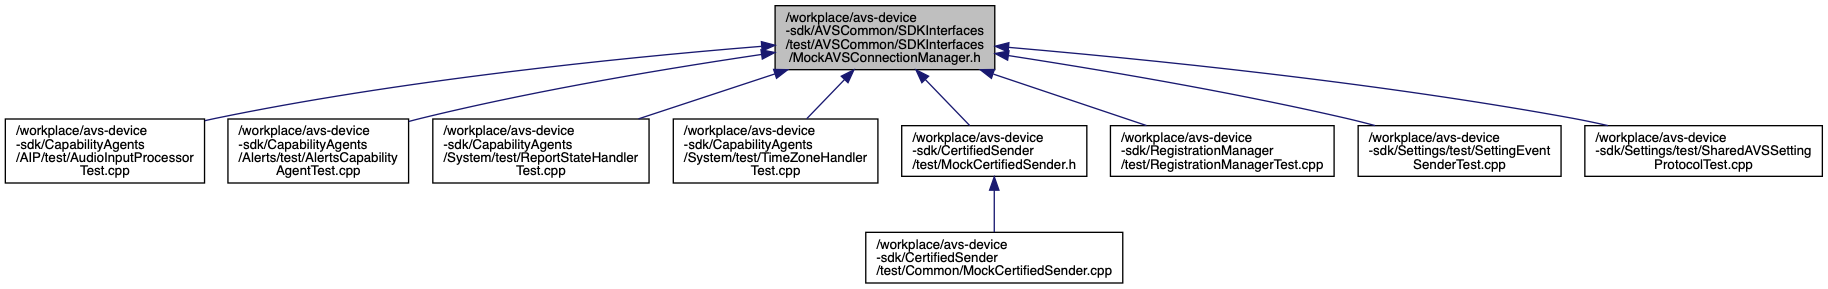 /workplace/avs-device
-sdk/AVSCommon/SDKInterfaces
/test/AVSCommon/SDKInterfaces
/MockAVSConnectionManager.h
/workplace/avs-device
-sdk/CapabilityAgents
/AIP/test/AudioInputProcessor
Test.cpp
/workplace/avs-device
-sdk/CapabilityAgents
/Alerts/test/AlertsCapability
AgentTest.cpp
/workplace/avs-device
-sdk/CapabilityAgents
/System/test/ReportStateHandler
Test.cpp
/workplace/avs-device
-sdk/CapabilityAgents
/System/test/TimeZoneHandler
Test.cpp
/workplace/avs-device
-sdk/CertifiedSender
/test/MockCertifiedSender.h
/workplace/avs-device
-sdk/RegistrationManager
/test/RegistrationManagerTest.cpp
/workplace/avs-device
-sdk/Settings/test/SettingEvent
SenderTest.cpp
/workplace/avs-device
-sdk/Settings/test/SharedAVSSetting
ProtocolTest.cpp
/workplace/avs-device
-sdk/CertifiedSender
/test/Common/MockCertifiedSender.cpp